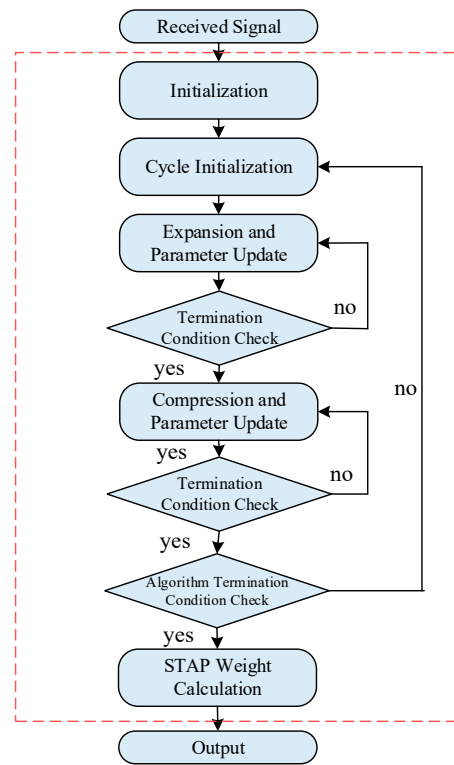 Received Signal
Initialization
Cycle Initialization
Expansion and
Parameter Update
no
Termination
Condition Check
yes
no
Compression and
Parameter Update
yes
no
Termination
Condition Check
yes
Algorithm Termination
Condition Check
yes
STAP Weight
Calculation
Output